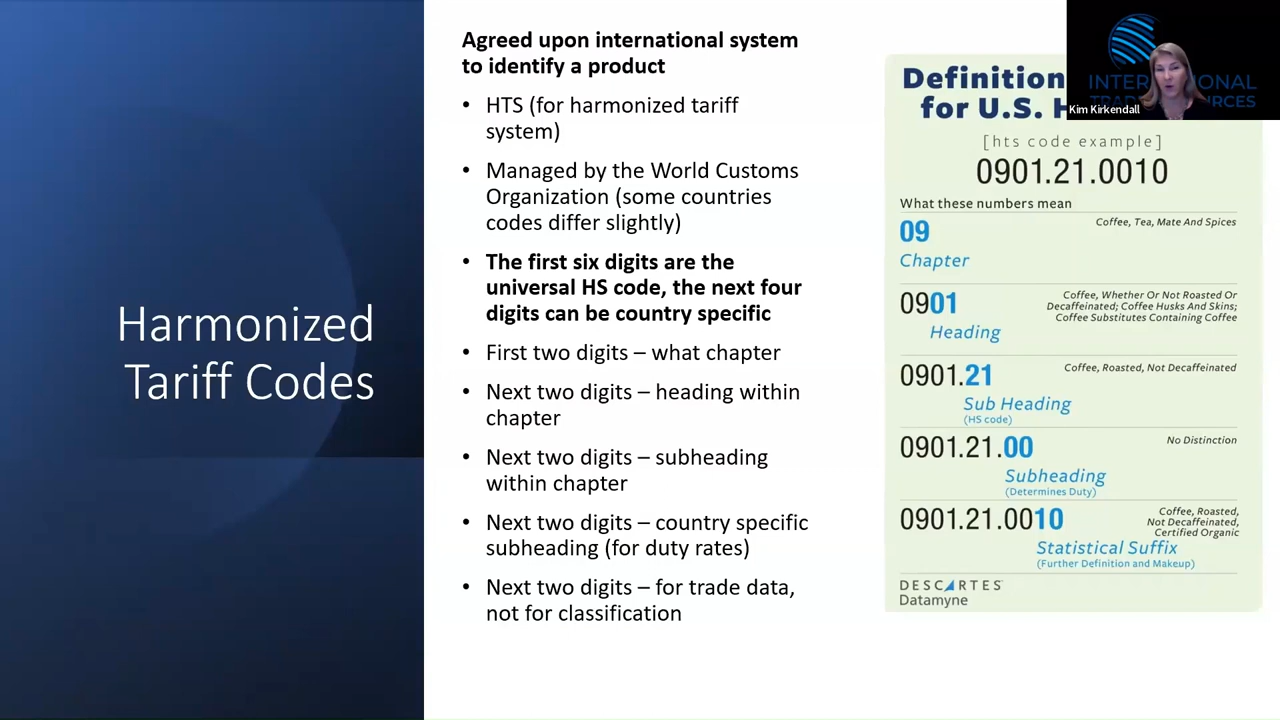 Harmonized
Tariff Codes
Agreed upon international system
to identify a product
• HTS (for harmonized tariff
system)
• Managed by the World Customs
Organization (some countries
codes differ slightly)
• The first six digits are the
universal HS code, the next four
digits can be country specific
• First two digits – what chapter
• Next two digits – heading within
chapter
• Next two digits – subheading
within chapter
• Next two digits – country specific
subheading (for duty rates)
• Next two digits – for trade data,
not for classification
Definition
for U.S. H
[hts code example]
0901.21.0010
What these numbers mean
09
Coffee, Tea, Mate And Spices
Chapter
0901
Coffee, Whether Or Not Roasted Or
Decaffeinated; Coffee Husks And Skins;
Coffee Substitutes Containing Coffee
Heading
0901.21
Coffee, Roasted, Not Decaffeinated
Sub Heading
(HS code)
0901.21.00
No Distinction
Subheading
(Determines Duty)
0901.21.0010
Coffee, Roasted,
Not Decaffeinated,
Certified Organic
Statistical Suffix
(Further Definition and Makeup)
DESCARTES
Datamyne
Kim Kirkendall